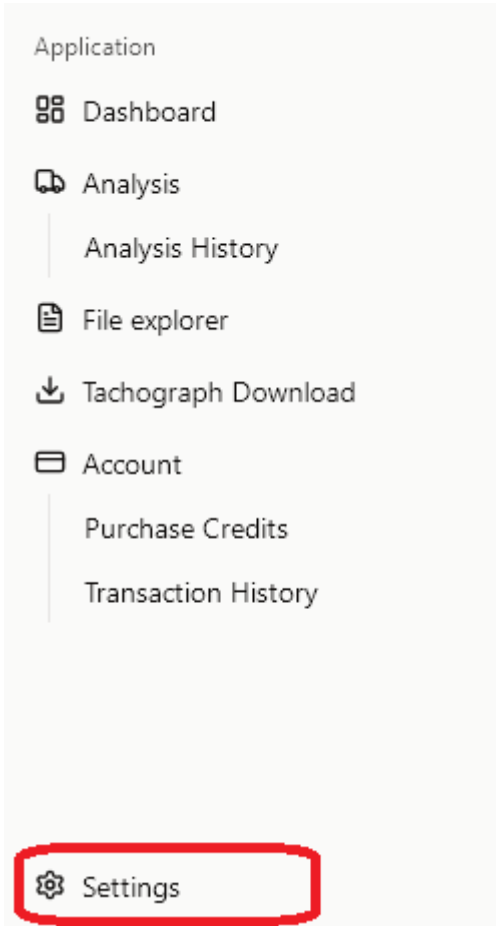 Application
Dashboard
Analysis
Analysis History
File explorer
Tachograph Download
Account
Purchase Credits
Transaction History
Settings